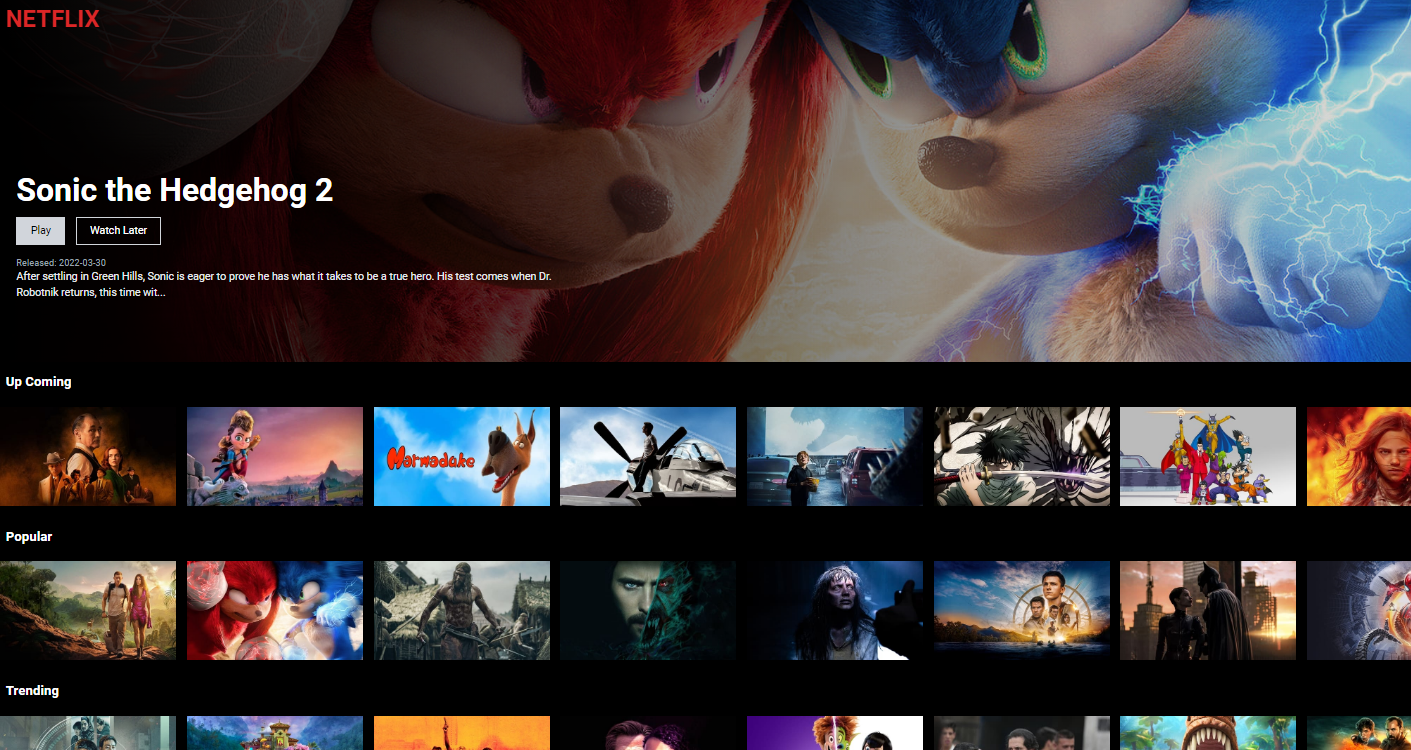 NETFLIX
Sonic the Hedgehog 2
Play
Watch Later
Released: 2022-03-30
After settling in Green Hills, Sonic is eager to prove he has what it takes to be a true hero. His test comes when Dr.
Robotnik returns, this time wit...
Up Coming
Marmaduke
Popular
Trending